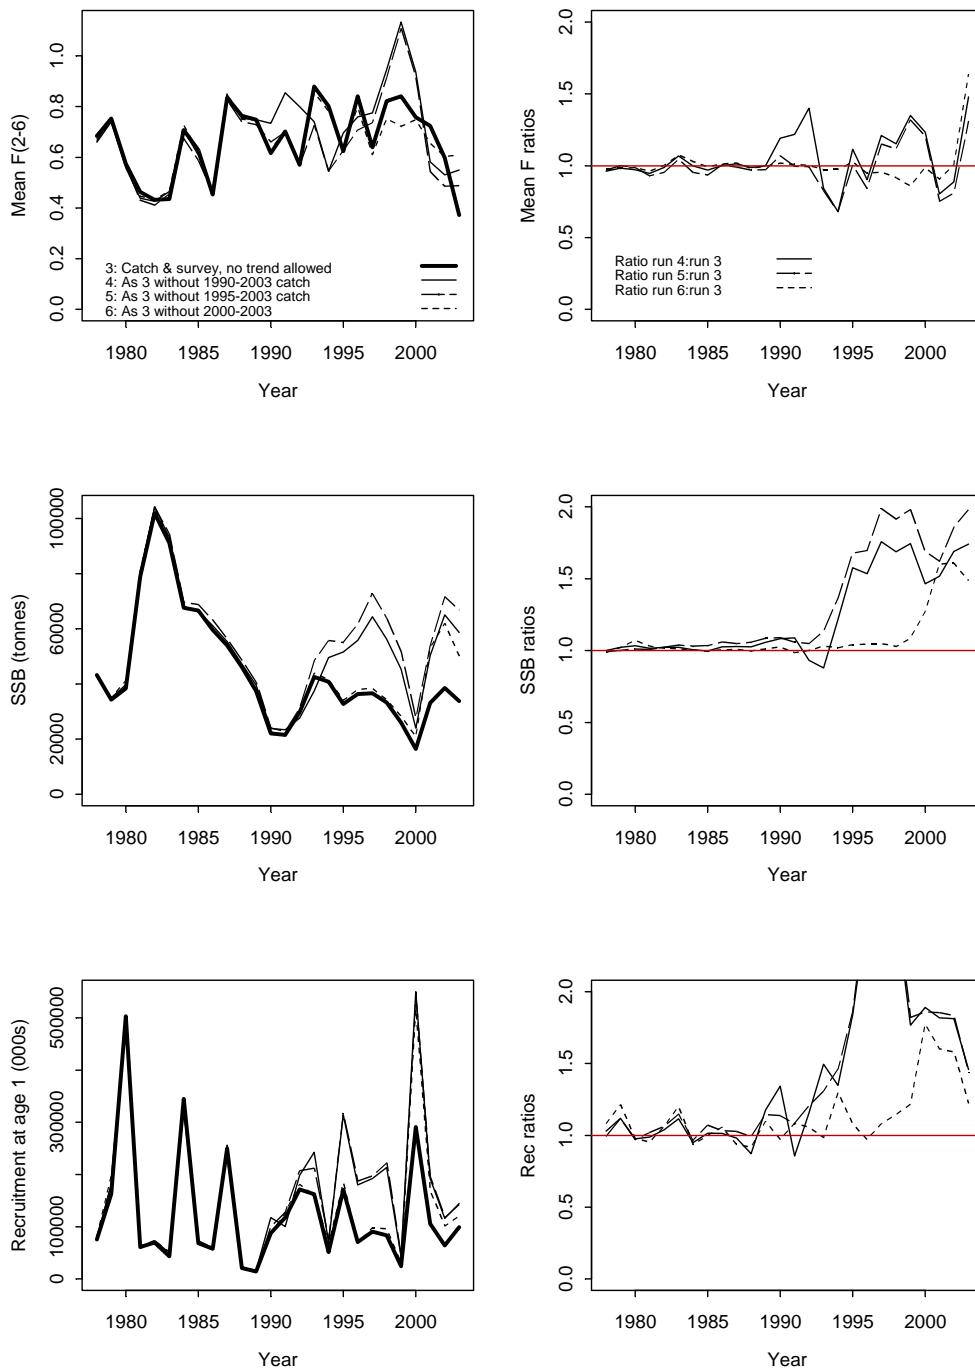 Mean F(2-6)
0.0 0.2 0.4 0.6 0.8 1.0
3: Catch & survey, no trend allowed
4: As 3 without 1990-2003 catch
5: As 3 without 1995-2003 catch
6: As 3 without 2000-2003
1980 1985 1990 1995 2000
Year
Mean F ratios
0.0 0.5 1.0 1.5 2.0
Ratio run 4:run 3
Ratio run 5:run 3
Ratio run 6:run 3
1980 1985 1990 1995 2000
Year
SSB (tonnes)
0 20000 60000 100000
1980 1985 1990 1995 2000
Year
SSB ratios
0.0 0.5 1.0 1.5 2.0
1980 1985 1990 1995 2000
Year
Recruitment at age 1 (000s)
0 100000 300000 500000
1980 1985 1990 1995 2000
Year
Rec ratios
0.0 0.5 1.0 1.5 2.0
1980 1985 1990 1995 2000
Year